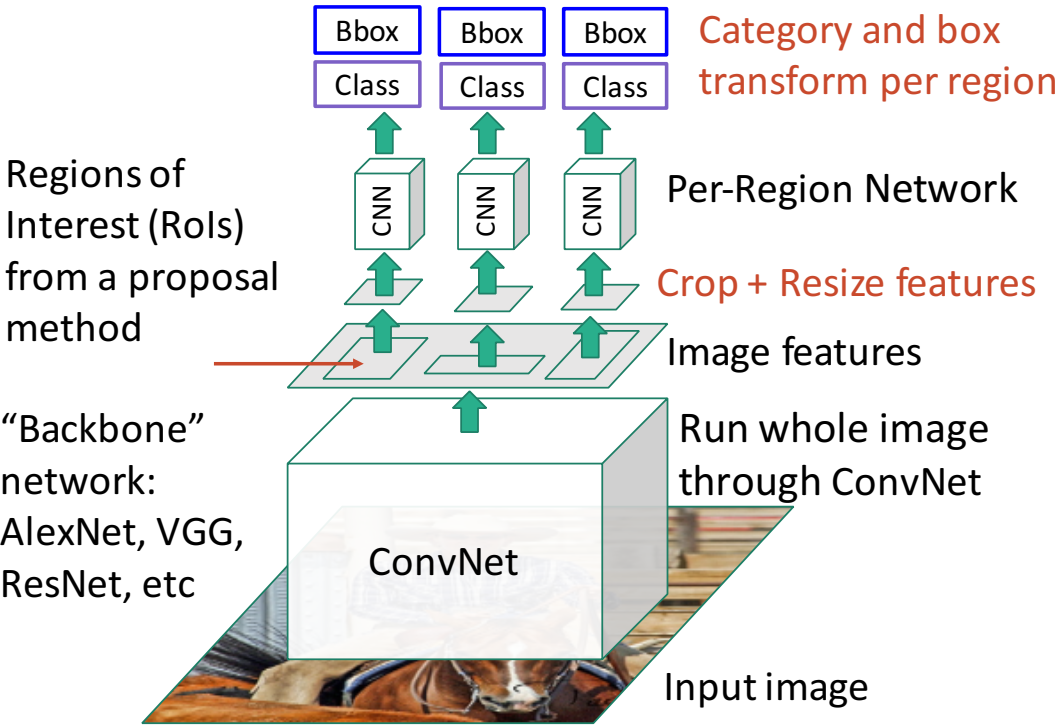 Bbox
Bbox
Bbox
Category and box
transform per region
Class
Class
Class
Regions of
Interest (RoIs)
from a proposal
method
CNN
CNN
CNN
Per-Region Network
Crop + Resize features
Image features
“Backbone”
network:
AlexNet, VGG,
ResNet, etc
Run whole image
through ConvNet
ConvNet
Input image